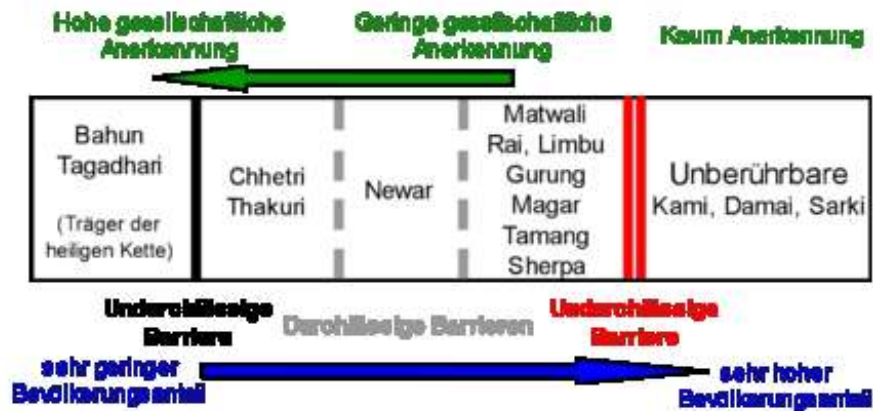 Hohe gesellschaftliche
Anerkennung
Geringe gesellschaftliche
Anerkennung
Kaum Anerkennung
Bahun
Tagadhari
(Träger der
heiligen Kette)
Chhetri
Thakuri
Newar
Matwali
Rai, Limbu
Gurung
Magar
Tamang
Sherpa
Unberührbare
Kami, Damai, Sarki
Undurchlässige
Barriere
Durchlässige Barrieren
Undurchlässige
Barriere
sehr geringer
Bevölkerungsanteil
sehr hoher
Bevölkerungsanteil